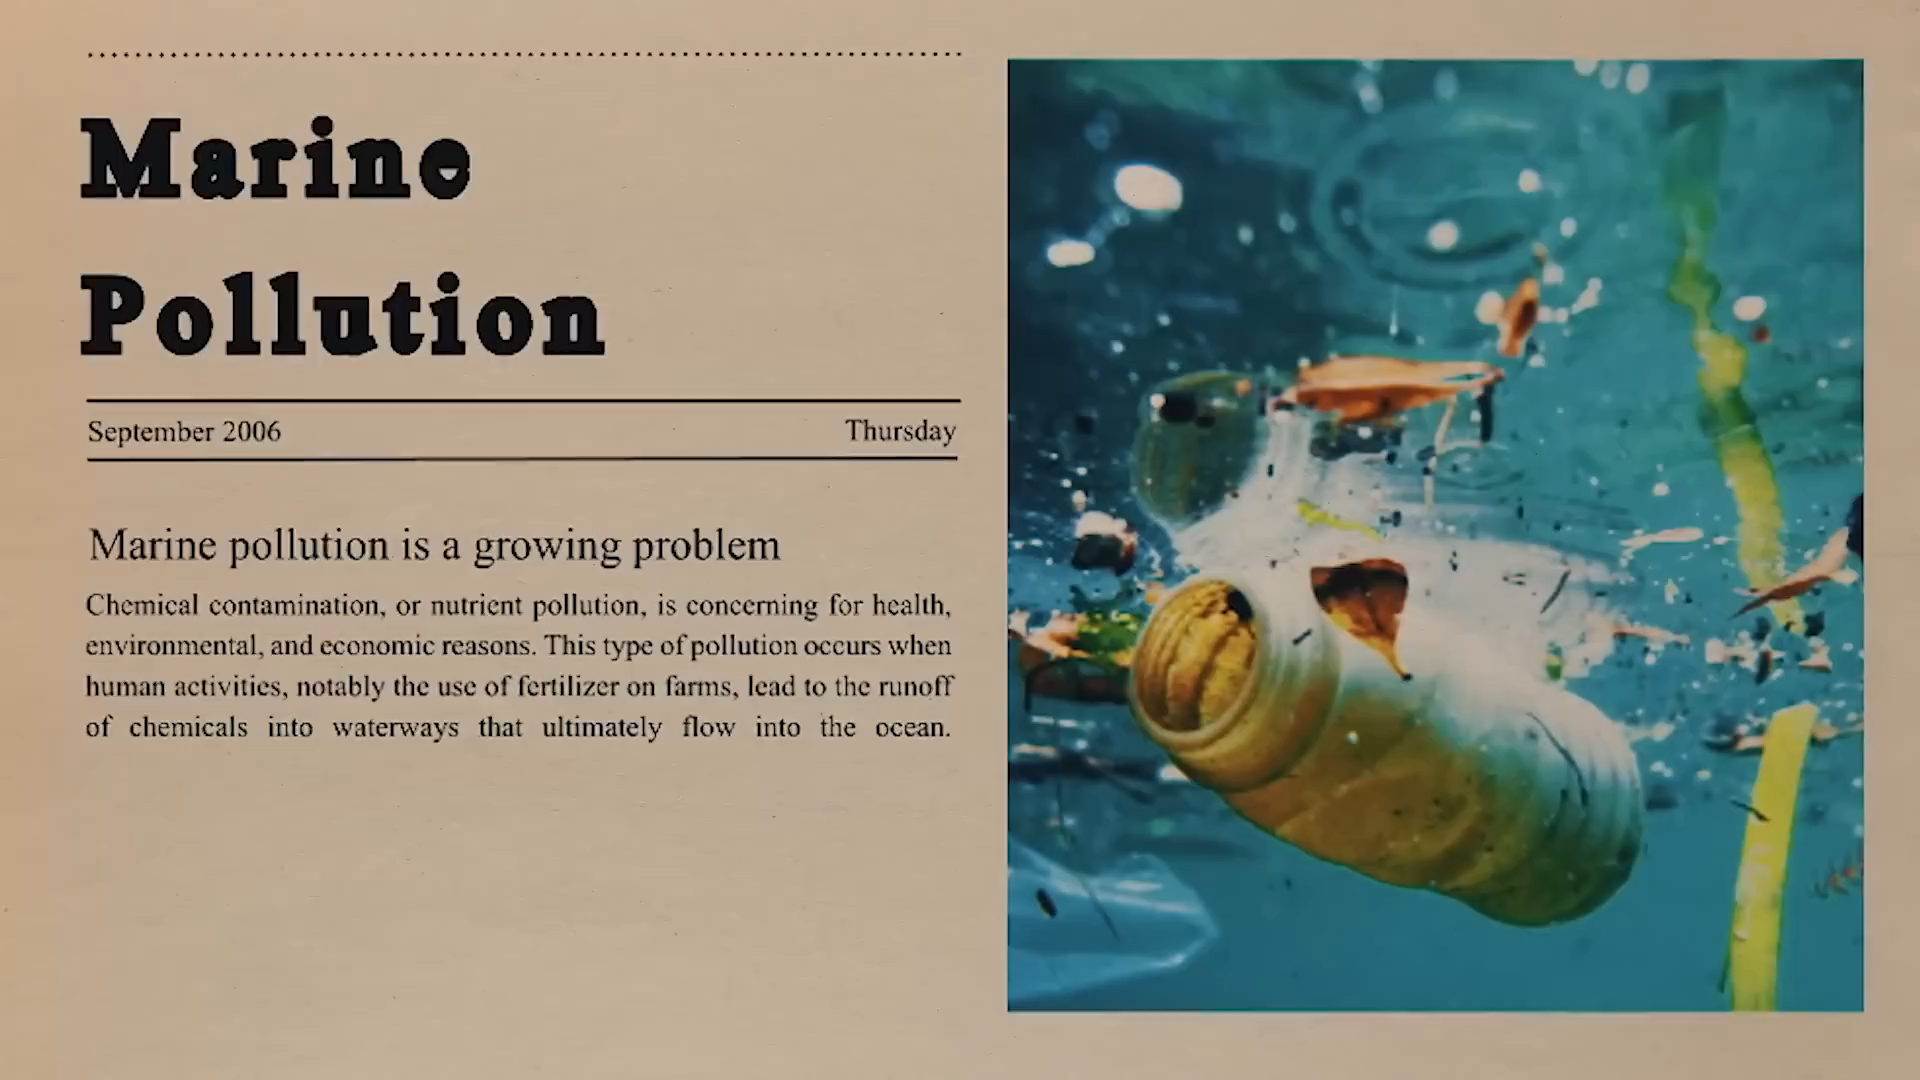 Marine
Pollution
September 2006
Thursday
Marine pollution is a growing problem
Chemical contamination, or nutrient pollution, is concerning for health,
environmental, and economic reasons. This type of pollution occurs when
human activities, notably the use of fertilizer on farms, lead to the runoff
of chemicals into waterways that ultimately flow into the ocean.